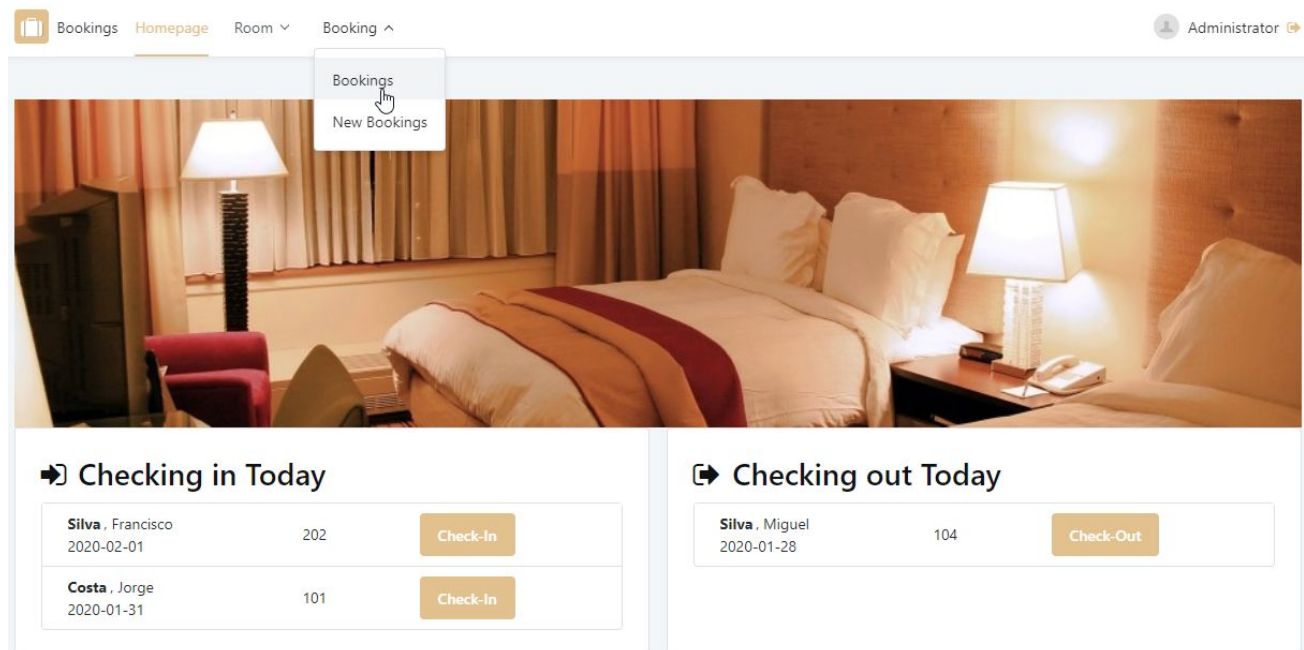 Bookings Homepage Room Booking Administrator
Bookings
New Bookings
Checking in Today
Silva , Francisco
2020-02-01
202
Check-In
Costa , Jorge
2020-01-31
101
Check-In
Checking out Today
Silva , Miguel
2020-01-28
104
Check-Out